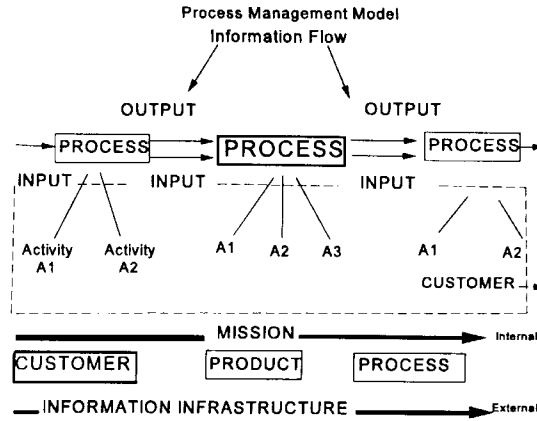 Process Management Model
Information Flow
OUTPUT OUTPUT
PROCESS PROCESS PROCESS
INPUT INPUT INPUT
Activity Activity A1 A2 A3 A1 A2
A1 A2
CUSTOMER
MISSION Internal
CUSTOMER PRODUCT PROCESS
INFORMATION INFRASTRUCTURE External